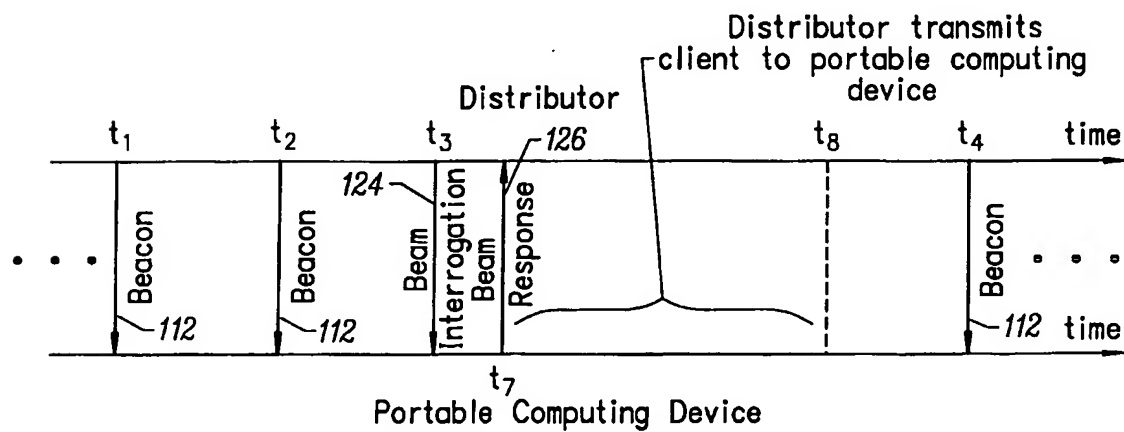 Distributor transmits
client to portable computing
device
Distributor
t1
t2
t3
126
t8
t4
time
124
Beacon
Beacon
Beam
Interrogation
Beam
Response
Beacon
112
112
112
time
t7
Portable Computing Device